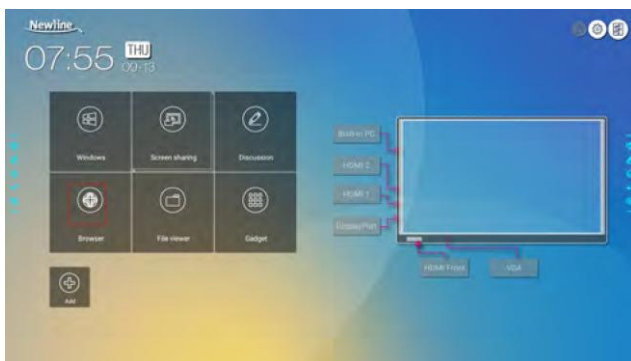 Newline
07:55 THU
09-13
Windows
Screen sharing
Discussion
Browser
File viewer
Gadget
Add
Built-in PC
HDMI 2
HDMI 1
DisplayPort
HDMI Front
VGA